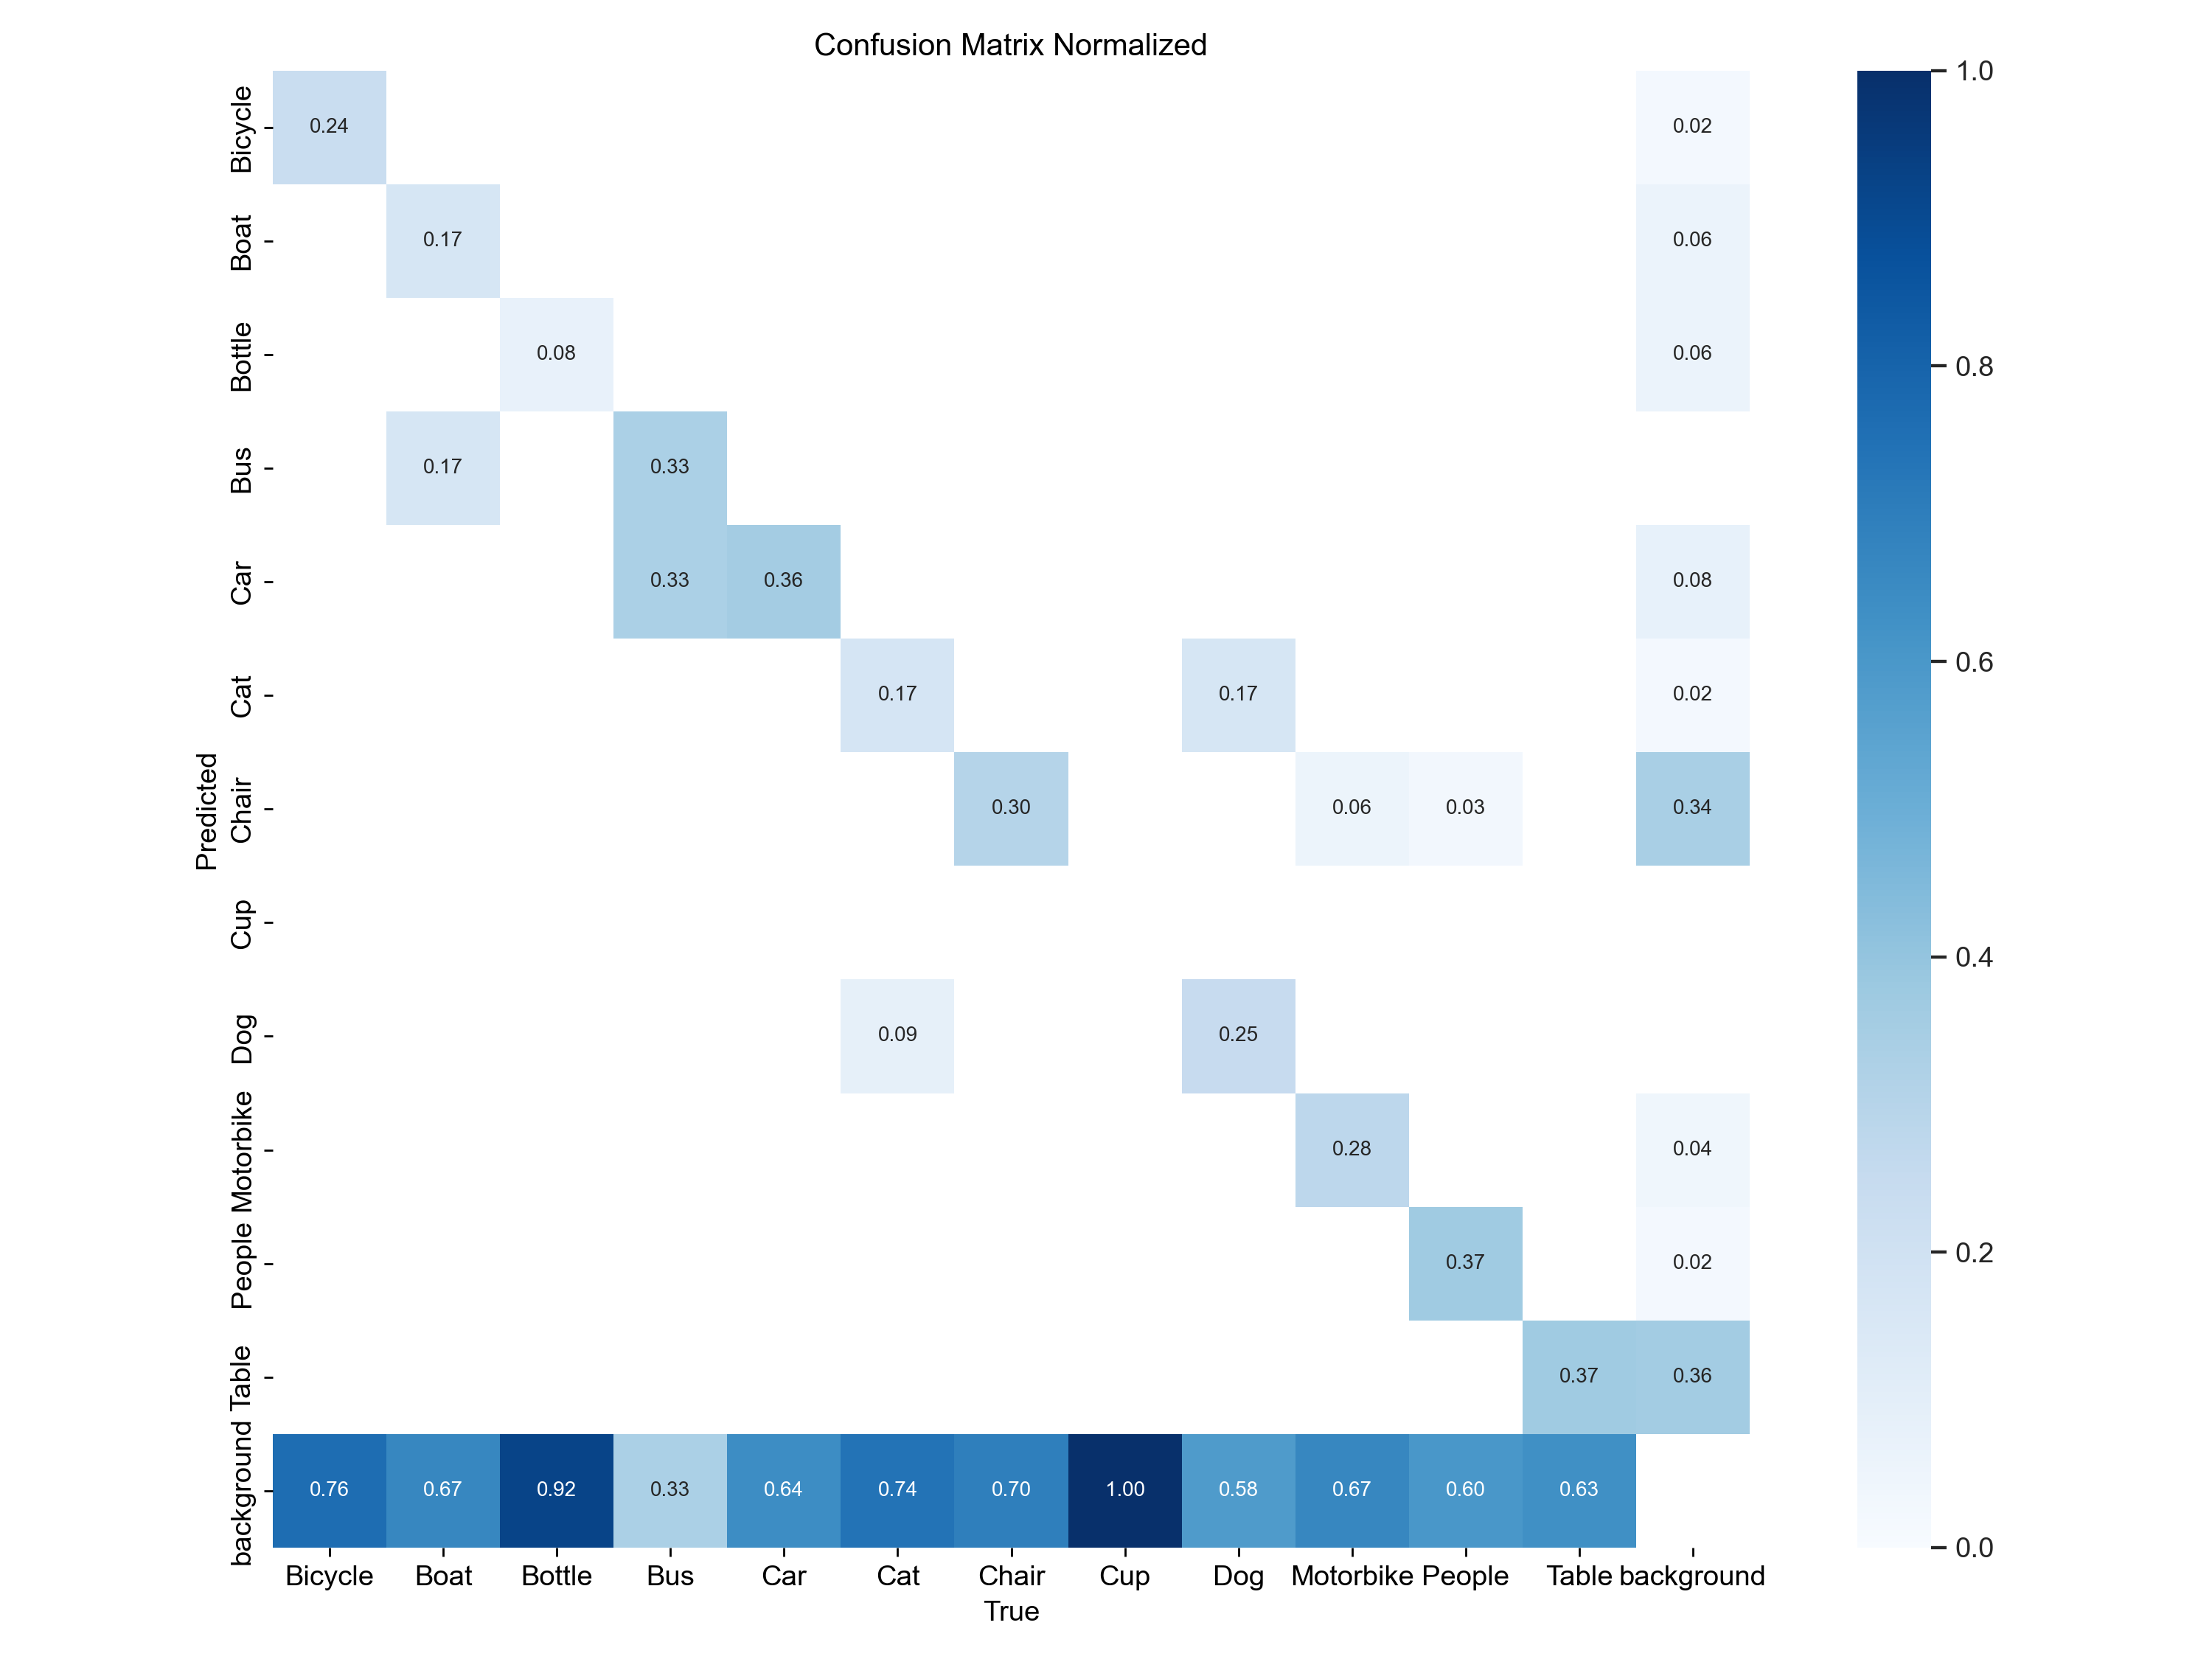 Confusion Matrix Normalized
Predicted
Bicycle 0.24 0.02
Boat 0.17 0.06
Bottle 0.08 0.06
Bus 0.17 0.33
Car 0.33 0.36 0.08
Cat 0.17 0.17 0.02
Chair 0.30 0.06 0.03 0.34
Cup
Dog 0.09 0.25
Motorbike 0.28 0.04
People 0.37 0.02
Table 0.37 0.36
background 0.76 0.67 0.92 0.33 0.64 0.74 0.70 1.00 0.58 0.67 0.60 0.63
Bicycle Boat Bottle Bus Car Cat Chair Cup Dog Motorbike People Table background
True
1.0
0.8
0.6
0.4
0.2
0.0